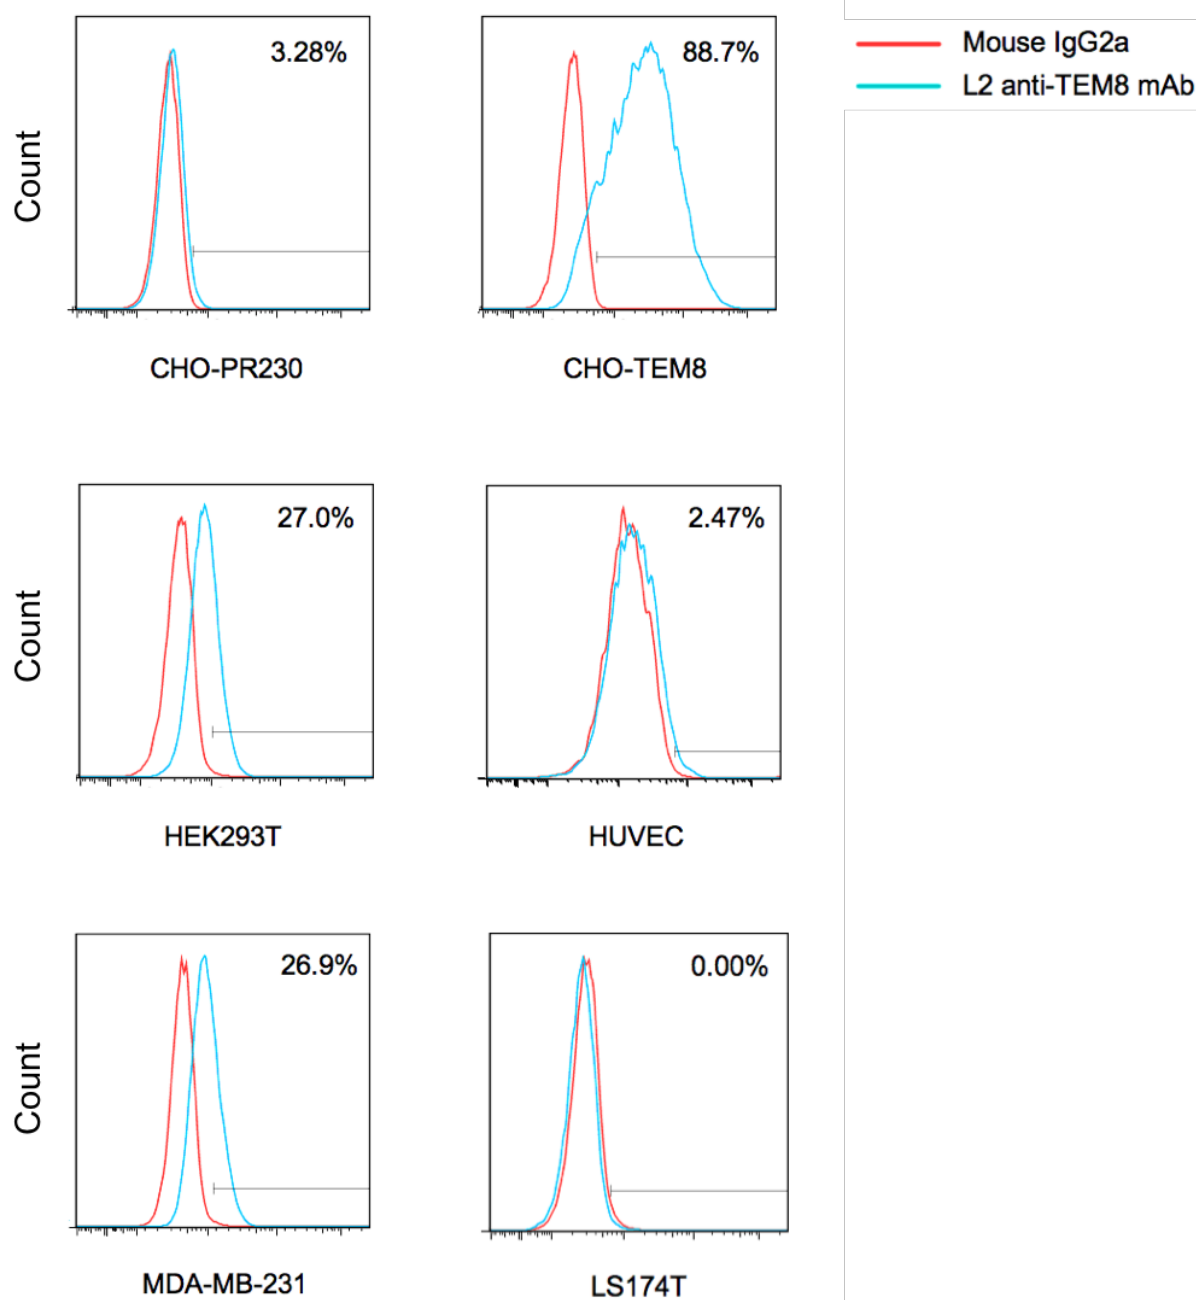 3.28%
88.7%
Mouse IgG2a
L2 anti-TEM8 mAb
Count
CHO-PR230
CHO-TEM8
27.0%
2.47%
Count
HEK293T
HUVEC
26.9%
0.00%
Count
MDA-MB-231
LS174T